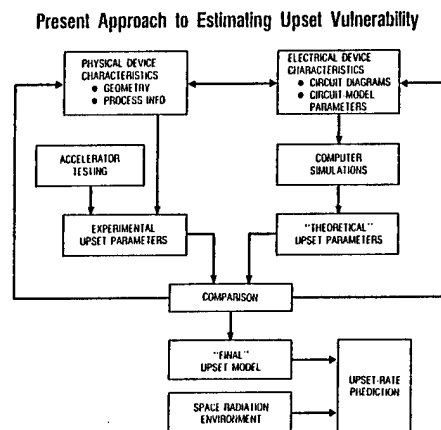 Present Approach to Estimating Upset Vulnerability
PHYSICAL DEVICE
CHARACTERISTICS
● GEOMETRY
● PROCESS INFO
ELECTRICAL DEVICE
CHARACTERISTICS
● CIRCUIT DIAGRAMS
● CIRCUIT-MODEL
PARAMETERS
ACCELERATOR
TESTING
COMPUTER
SIMULATIONS
EXPERIMENTAL
UPSET PARAMETERS
"THEORETICAL"
UPSET PARAMETERS
COMPARISON
"FINAL"
UPSET MODEL
UPSET-RATE
PREDICTION
SPACE RADIATION
ENVIRONMENT